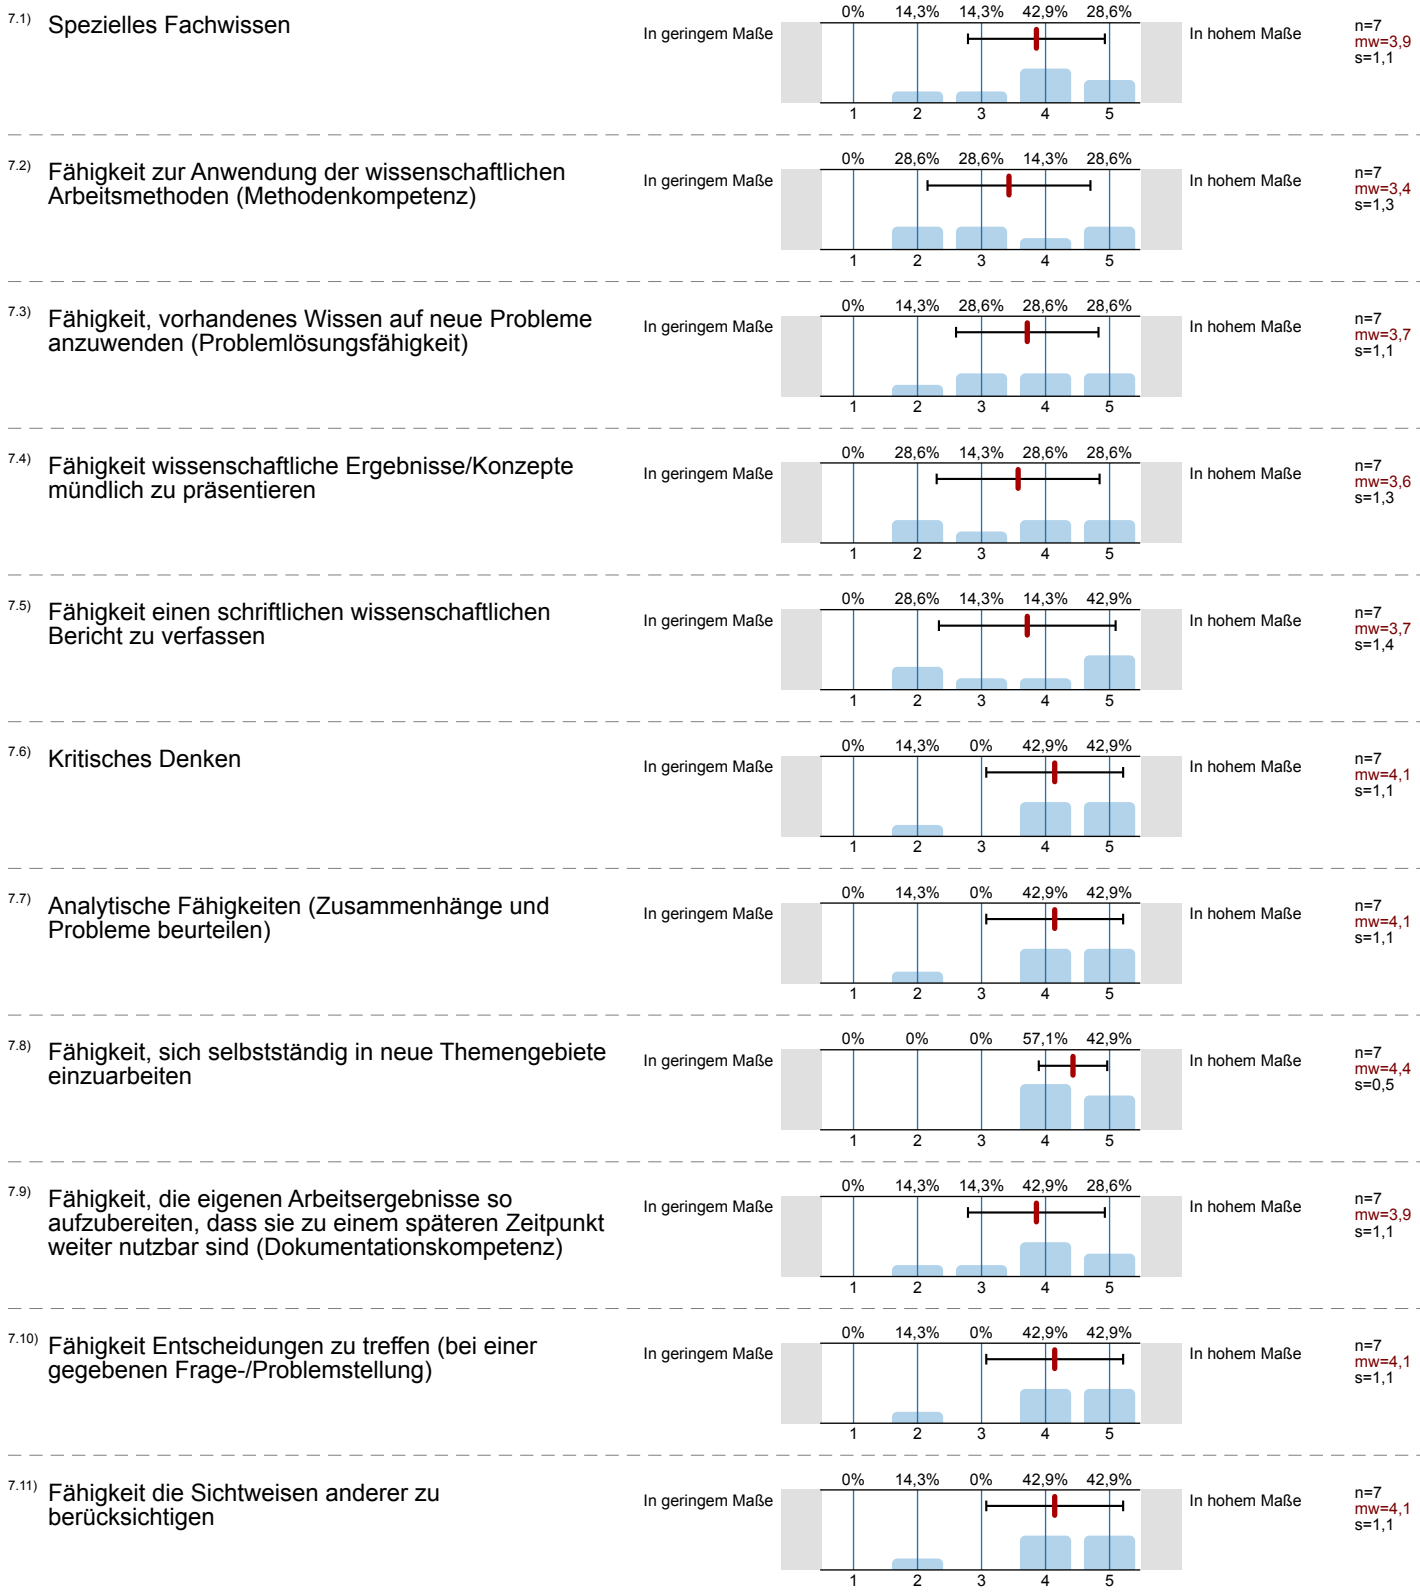 7.1) Spezielles Fachwissen
0% 14,3% 14,3% 42,9% 28,6%
In geringem Maße In hohem Maße
n=7
mw=3,9
s=1,1
1 2 3 4 5
7.2) Fähigkeit zur Anwendung der wissenschaftlichen
Arbeitsmethoden (Methodenkompetenz)
0% 28,6% 28,6% 14,3% 28,6%
In geringem Maße In hohem Maße
n=7
mw=3,4
s=1,3
1 2 3 4 5
7.3) Fähigkeit, vorhandenes Wissen auf neue Probleme
anzuwenden (Problemlösungsfähigkeit)
0% 14,3% 28,6% 28,6% 28,6%
In geringem Maße In hohem Maße
n=7
mw=3,7
s=1,1
1 2 3 4 5
7.4) Fähigkeit wissenschaftliche Ergebnisse/Konzepte
mündlich zu präsentieren
0% 28,6% 14,3% 28,6% 28,6%
In geringem Maße In hohem Maße
n=7
mw=3,6
s=1,3
1 2 3 4 5
7.5) Fähigkeit einen schriftlichen wissenschaftlichen
Bericht zu verfassen
0% 28,6% 14,3% 14,3% 42,9%
In geringem Maße In hohem Maße
n=7
mw=3,7
s=1,4
1 2 3 4 5
7.6) Kritisches Denken
0% 14,3% 0% 42,9% 42,9%
In geringem Maße In hohem Maße
n=7
mw=4,1
s=1,1
1 2 3 4 5
7.7) Analytische Fähigkeiten (Zusammenhänge und
Probleme beurteilen)
0% 14,3% 0% 42,9% 42,9%
In geringem Maße In hohem Maße
n=7
mw=4,1
s=1,1
1 2 3 4 5
7.8) Fähigkeit, sich selbstständig in neue Themengebiete
einzuarbeiten
0% 0% 0% 57,1% 42,9%
In geringem Maße In hohem Maße
n=7
mw=4,4
s=0,5
1 2 3 4 5
7.9) Fähigkeit, die eigenen Arbeitsergebnisse so
aufzubereiten, dass sie zu einem späteren Zeitpunkt
weiter nutzbar sind (Dokumentationskompetenz)
0% 14,3% 14,3% 42,9% 28,6%
In geringem Maße In hohem Maße
n=7
mw=3,9
s=1,1
1 2 3 4 5
7.10) Fähigkeit Entscheidungen zu treffen (bei einer
gegebenen Frage-/Problemstellung)
0% 14,3% 0% 42,9% 42,9%
In geringem Maße In hohem Maße
n=7
mw=4,1
s=1,1
1 2 3 4 5
7.11) Fähigkeit die Sichtweisen anderer zu
berücksichtigen
0% 14,3% 0% 42,9% 42,9%
In geringem Maße In hohem Maße
n=7
mw=4,1
s=1,1
1 2 3 4 5